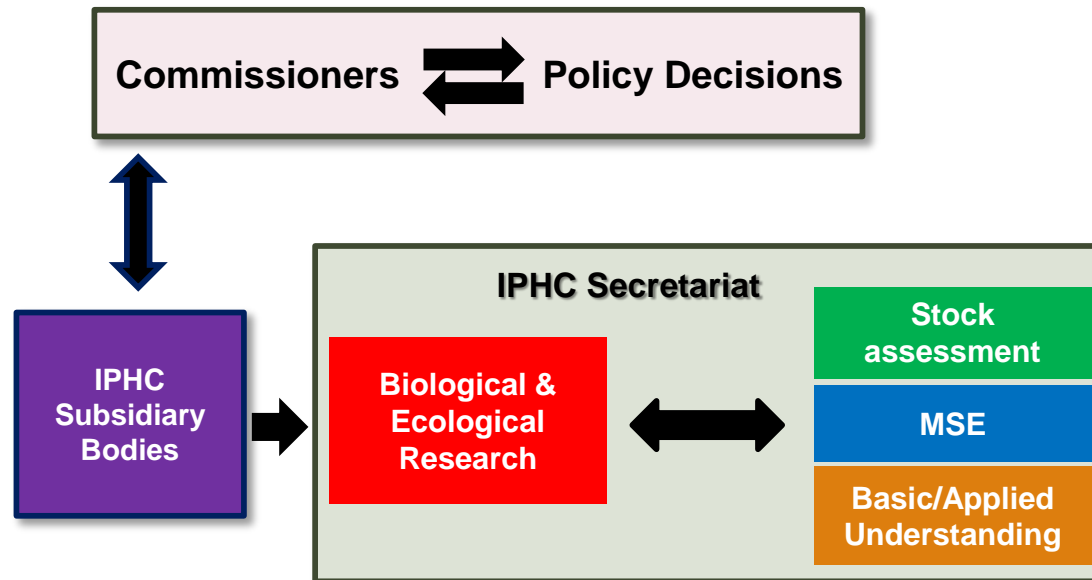 Commissioners Policy Decisions
IPHC Secretariat
IPHC
Subsidiary
Bodies
Biological &
Ecological
Research
Stock
assessment
MSE
Basic/Applied
Understanding